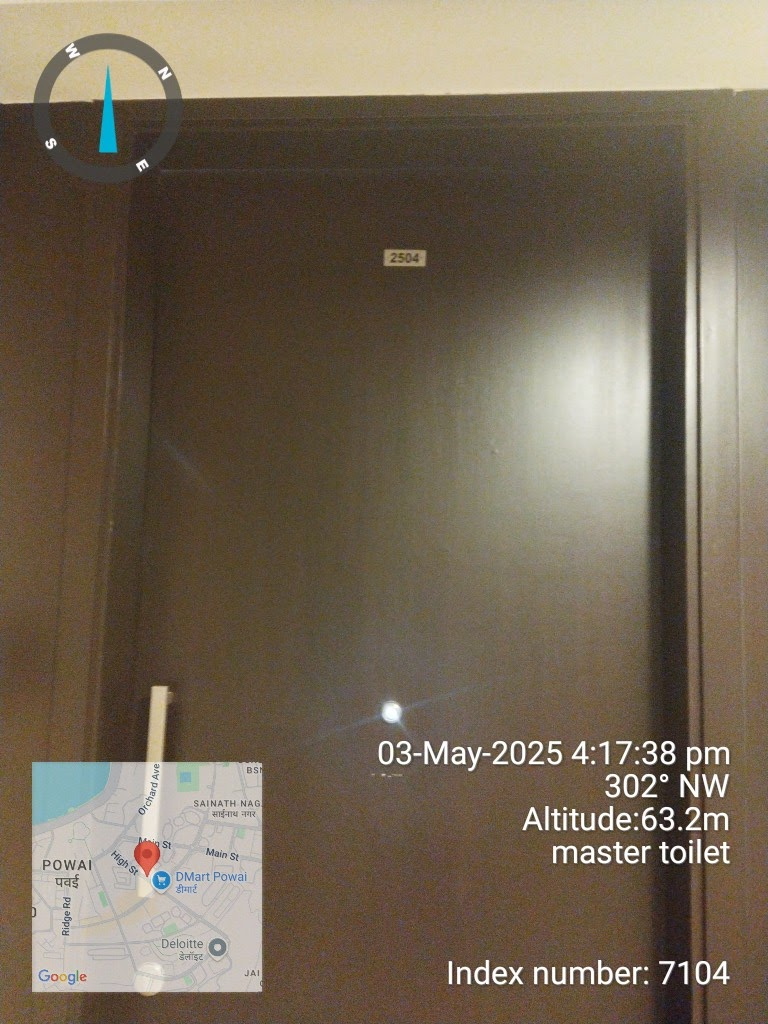 W
N
S
E
2504
03-May-2025 4:17:38 pm
302° NW
Altitude:63.2m
master toilet
Index number: 7104
Orchard Ave
SAINATH NAG
साईनाथ नगर
Main St
Main St
High St
POWAI
पवई
DMart Powai
डीमार्ट
Ridge Rd
Deloitte
डेलॉइट
JAI
Google